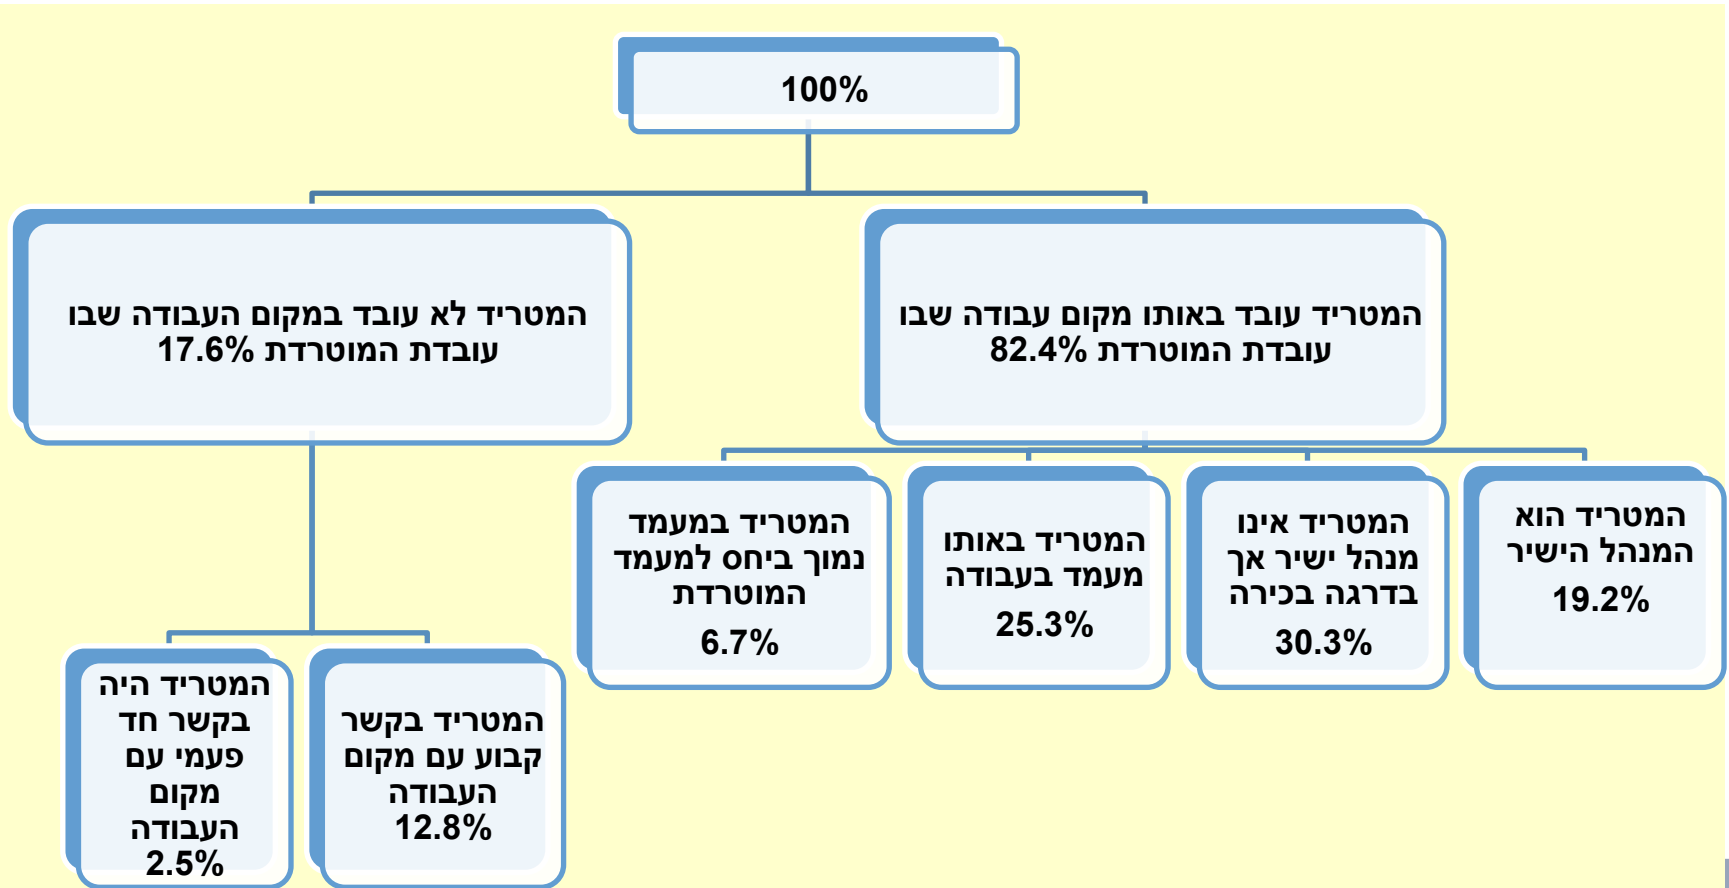 100%
המטריד עובד באותו מקום עבודה שבו
עובדת המוטרדת 82.4%
המטריד לא עובד במקום העבודה שבו
עובדת המוטרדת 17.6%
המטריד הוא
המנהל הישיר
19.2%
המטריד אינו
מנהל ישיר אך
בדרגה בכירה
30.3%
המטריד באותו
מעמד בעבודה
25.3%
המטריד במעמד
נמוך ביחס למעמד
המוטרדת
6.7%
המטריד בקשר
קבוע עם מקום
העבודה
12.8%
המטריד היה
בקשר חד
פעמי עם
מקום
העבודה
2.5%